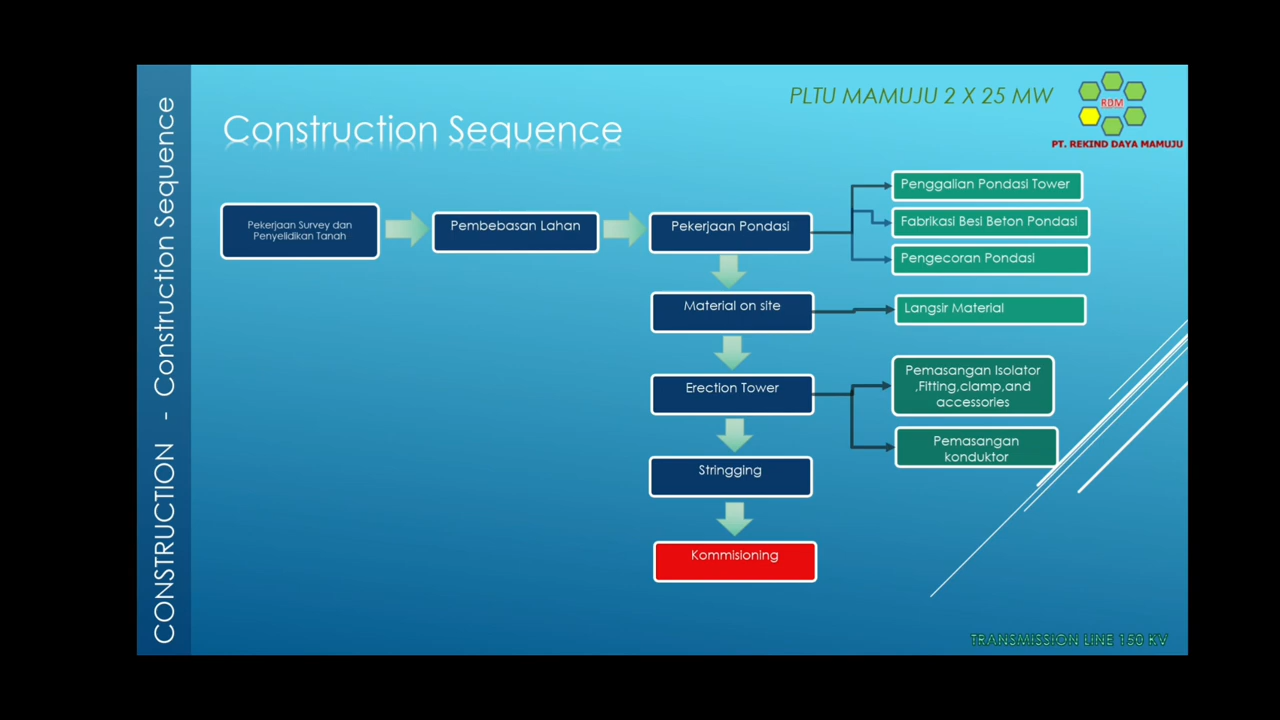 PLTU MAMUJU 2 X 25 MW
RDM
PT. REKIND DAYA MAMUJU
Construction Sequence
CONSTRUCTION - Construction Sequence
Pekerjaan Survey dan
Penyelidikan Tanah
Pembebasan Lahan
Pekerjaan Pondasi
Penggalian Pondasi Tower
Fabrikasi Besi Beton Pondasi
Pengecoran Pondasi
Material on site
Langsir Material
Erection Tower
Pemasangan Isolator
,Fitting,clamp,and
accessories
Pemasangan
konduktor
Stringging
Kommisioning
TRANSMISSION LINE 150 KV